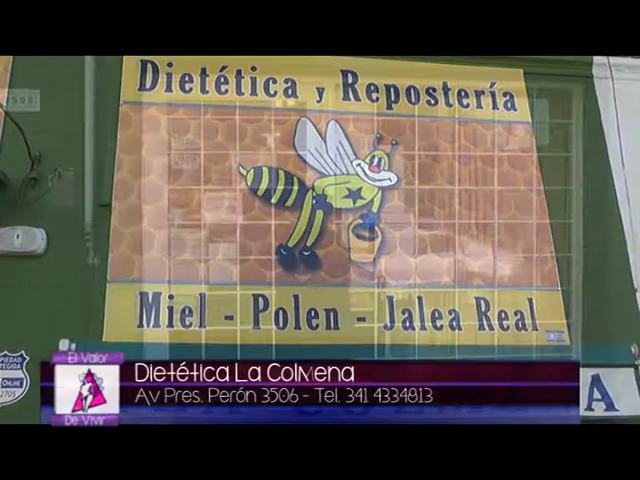 Dietética y Repostería
Miel - Polen - Jalea Real
El Valor
De Vivir
Dietética La Colmena
Av Pres. Perón 3506 - Tel. 341 4334813
Online
A